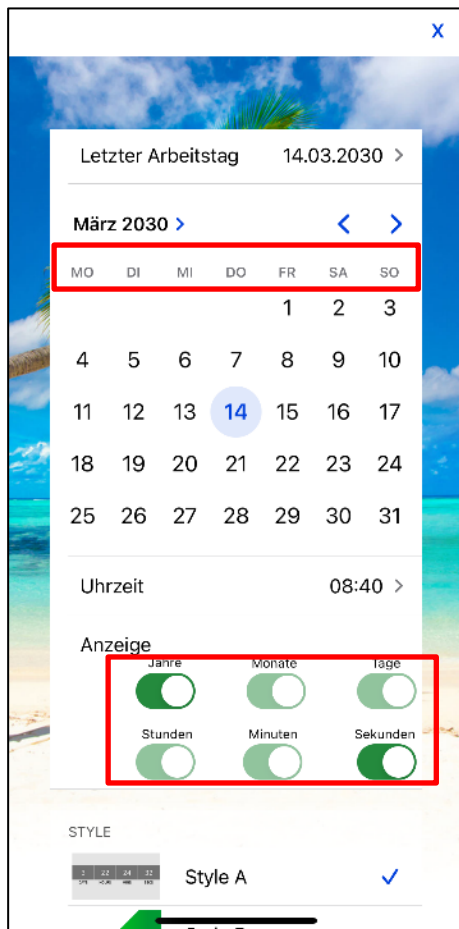 X
Letzter Arbeitstag 14.03.2030 >
März 2030 > < >
MO DI MI DO FR SA SO
1 2 3
4 5 6 7 8 9 10
11 12 13 14 15 16 17
18 19 20 21 22 23 24
25 26 27 28 29 30 31
Uhrzeit 08:40 >
Anzeige
Jahre Monate Tage
Stunden Minuten Sekunden
STYLE
Style A